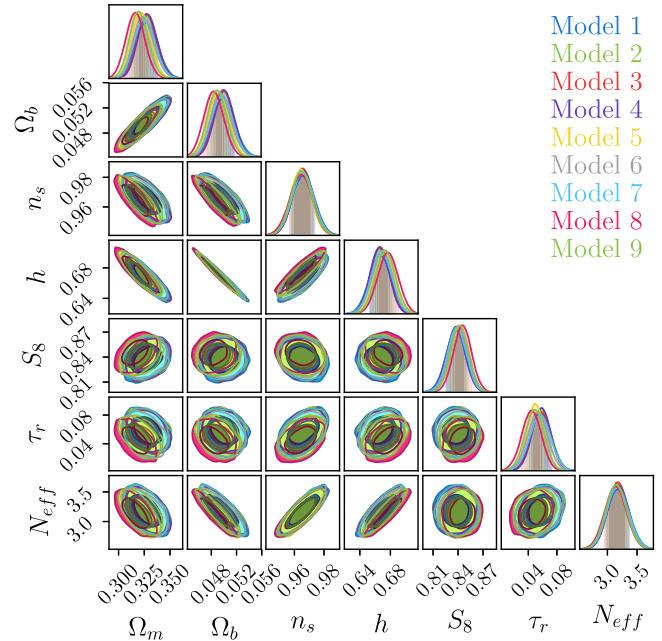 Model 1
Model 2
Model 3
Model 4
Model 5
Model 6
Model 7
Model 8
Model 9
Ω_b
0.056
0.052
0.048
n_s
0.98
0.96
h
0.68
0.64
S_8
0.87
0.84
0.81
τ_r
0.08
0.04
N_eff
3.5
3.0
0.300 0.325 0.350 0.048 0.052 0.056 0.96 0.98 0.64 0.68 0.81 0.84 0.87 0.04 0.08 3.0 3.5
Ω_m Ω_b n_s h S_8 τ_r N_eff